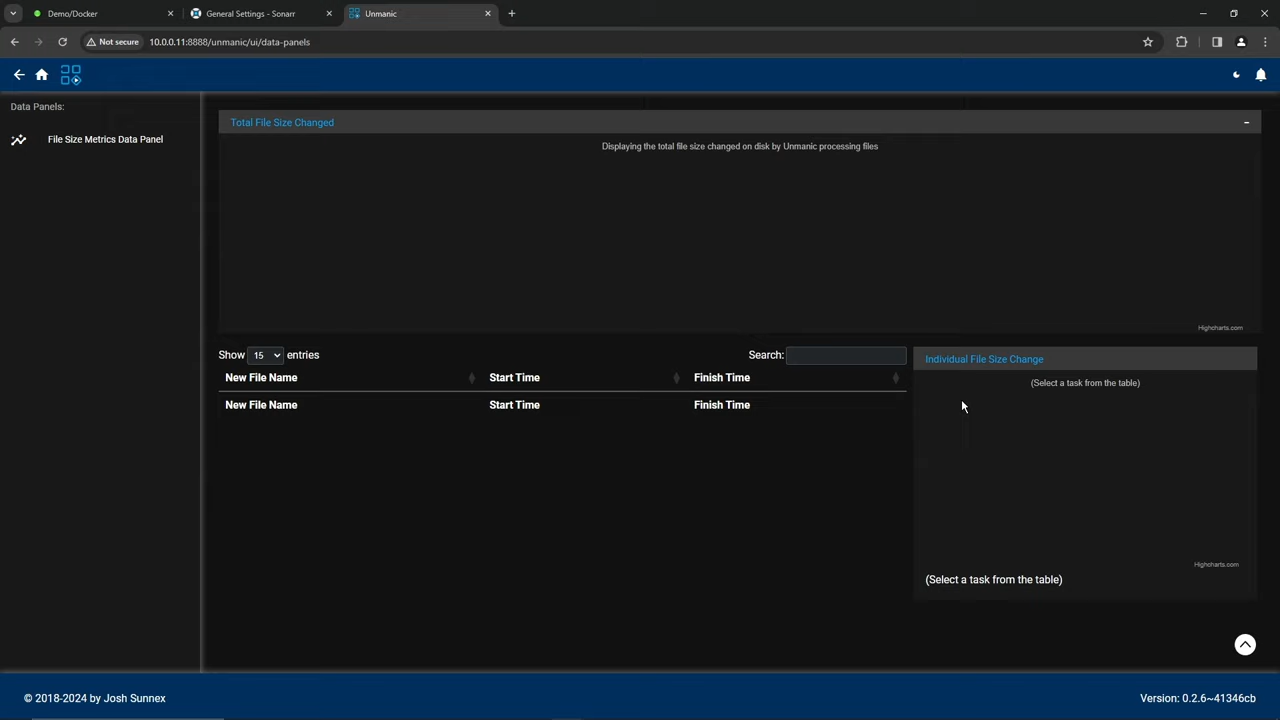 Demo/Docker
General Settings - Sonarr
Unmanic
Not secure
10.0.0.11:8888/unmanic/ui/data-panels
Data Panels:
File Size Metrics Data Panel
Total File Size Changed
Displaying the total file size changed on disk by Unmanic processing files
Highcharts.com
Show 15 entries
Search:
New File Name Start Time Finish Time
New File Name Start Time Finish Time
Individual File Size Change
(Select a task from the table)
Highcharts.com
(Select a task from the table)
© 2018-2024 by Josh Sunnex
Version: 0.2.6~41346cb